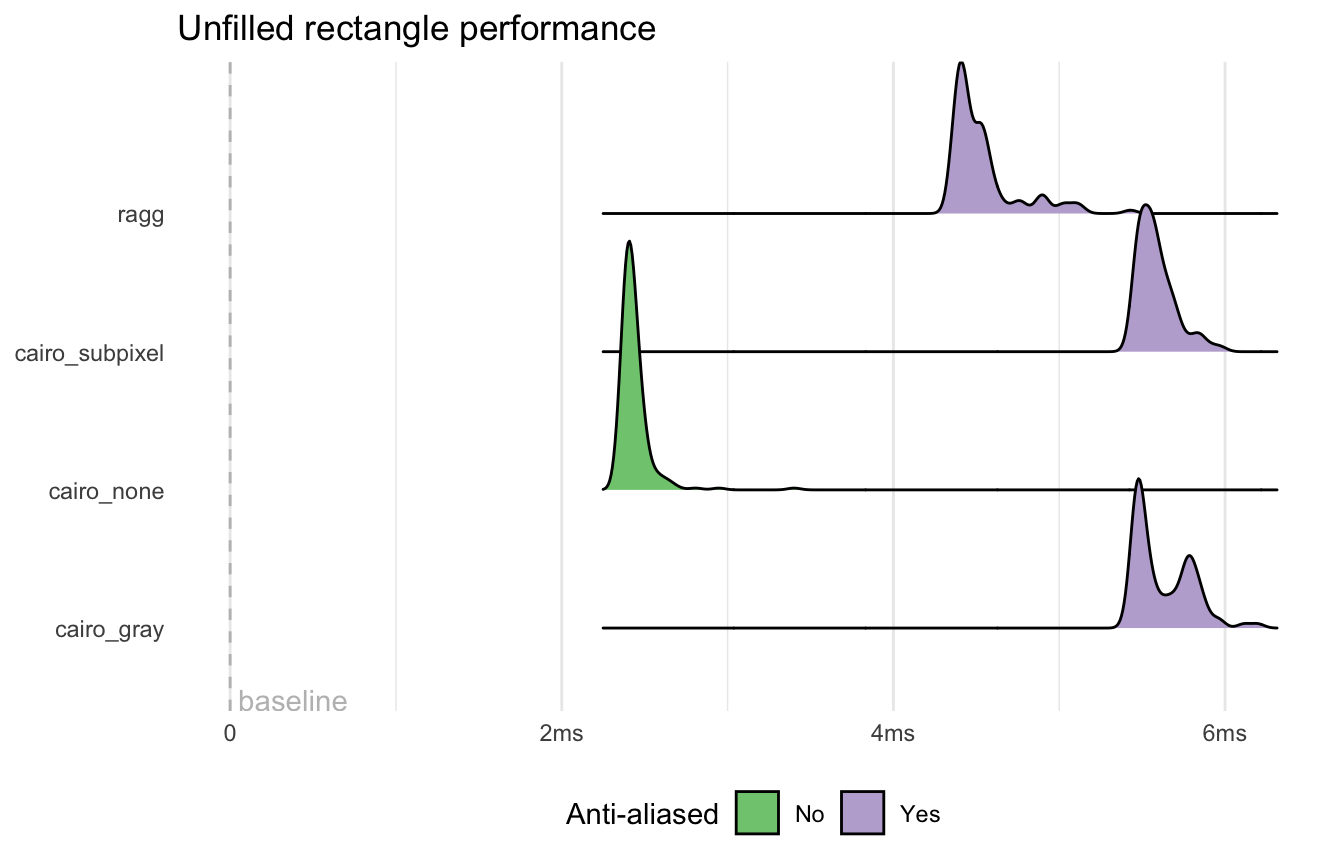 Unfilled rectangle performance
ragg
cairo_subpixel
cairo_none
cairo_gray
baseline
0 2ms 4ms 6ms
Anti-aliased No Yes